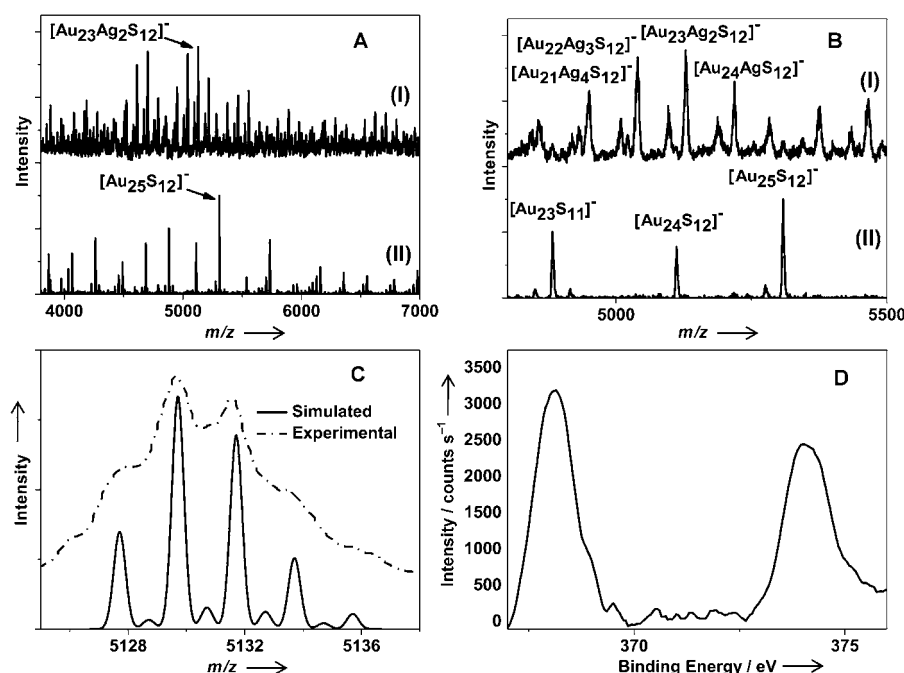 [Au23Ag2S12]-
A
(I)
[Au25S12]-
(II)
Intensity
4000 5000 6000 7000
m/z
[Au23Ag2S12]-
B
[Au22Ag3S12]-
[Au21Ag4S12]-
[Au24AgS12]-
(I)
[Au25S12]-
[Au23S11]-
[Au24S12]-
(II)
Intensity
5000 5500
m/z
C
Simulated
Experimental
Intensity
5128 5132 5136
m/z
D
3500
3000
2500
2000
1500
1000
500
0
Intensity / counts s⁻¹
370 375
Binding Energy / eV